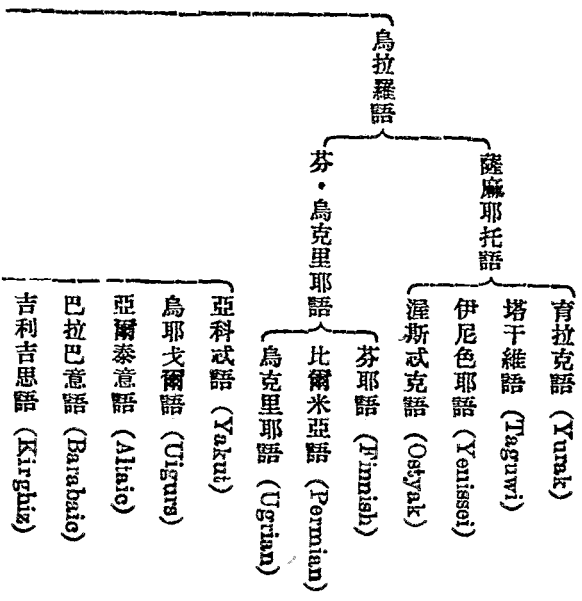 烏拉羅語
薩麻耶托語
育拉克語 (Yurak)
塔干維語 (Taguwi)
伊尼色耶語 (Yenissei)
渥斯忒克語 (Ostyak)
芬・烏克里耶語
芬耶語 (Finnish)
比爾米亞語 (Permian)
烏克里耶語 (Ugrian)
亞科忒語 (Yakut)
烏耶戈爾語 (Uigurs)
亞爾泰意語 (Altaic)
巴拉巴意語 (Barabaic)
吉利吉思語 (Kirghiz)